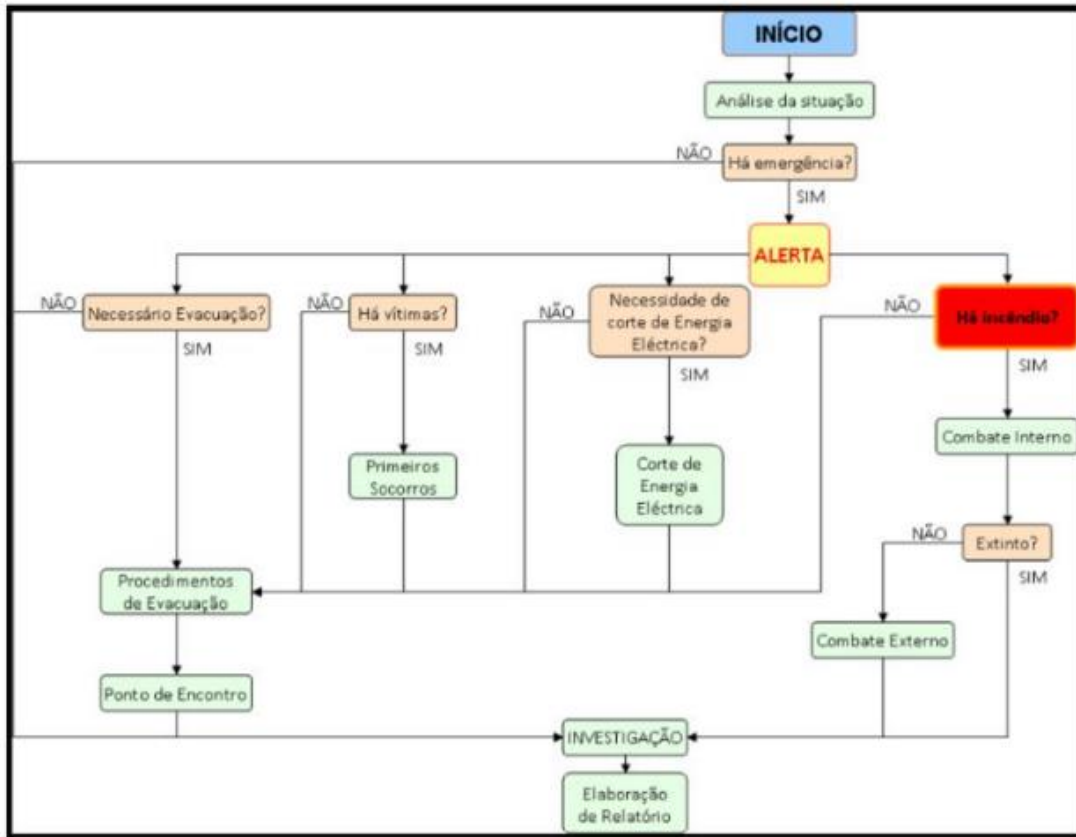 INÍCIO
Análise da situação
NÃO
Há emergência?
SIM
ALERTA
NÃO
Necessário Evacuação?
SIM
NÃO
Há vítimas?
SIM
NÃO
Necessidade de
corte de Energia
Eléctrica?
SIM
NÃO
Há incêndio?
SIM
Combate Interno
Primeiros
Socorros
Corte de
Energia
Eléctrica
NÃO
Extinto?
SIM
Procedimentos
de Evacuação
Combate Externo
Ponto de Encontro
INVESTIGAÇÃO
Elaboração
de Relatório